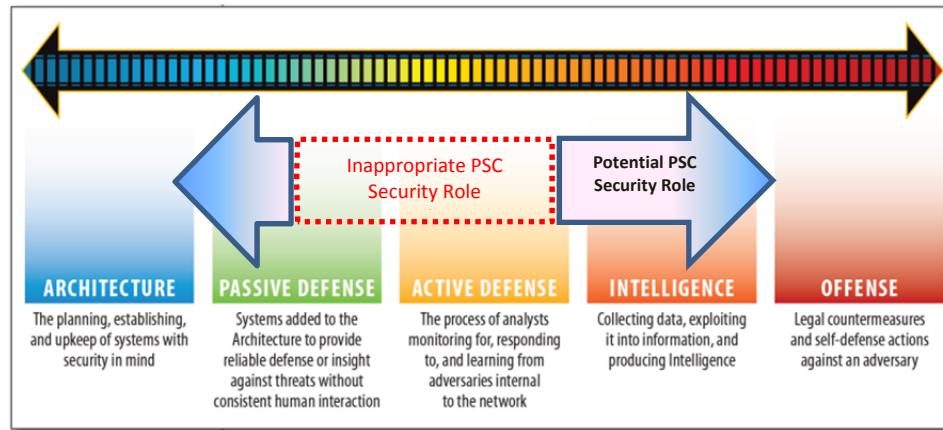 Inappropriate PSC
Security Role
Potential PSC
Security Role
ARCHITECTURE
The planning, establishing,
and upkeep of systems with
security in mind
PASSIVE DEFENSE
Systems added to the
Architecture to provide
reliable defense or insight
against threats without
consistent human interaction
ACTIVE DEFENSE
The process of analysts
monitoring for, responding
to, and learning from
adversaries internal
to the network
INTELLIGENCE
Collecting data, exploiting
it into information, and
producing Intelligence
OFFENSE
Legal countermeasures
and self-defense actions
against an adversary